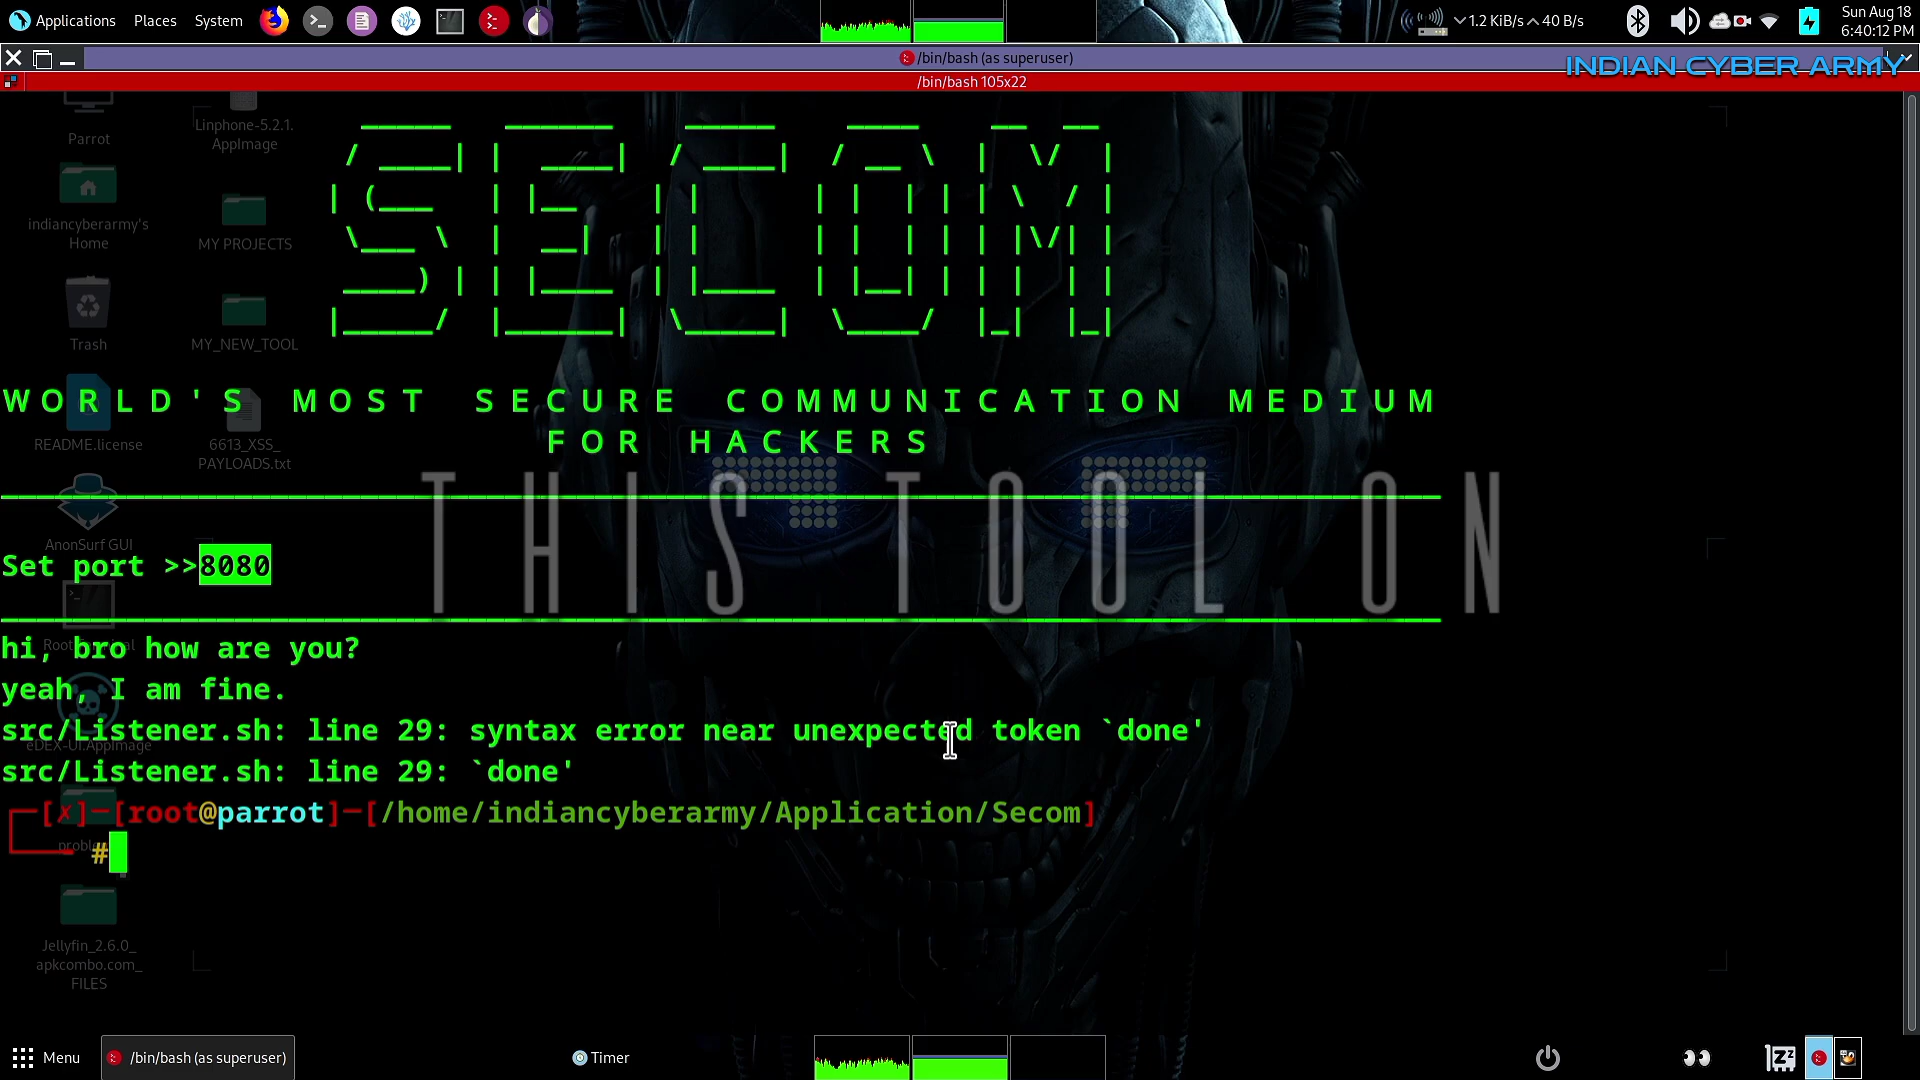 Applications Places System
1.2 KiB/s 40 B/s
Sun Aug 18
6:40:12 PM
/bin/bash (as superuser)
INDIAN CYBER ARMY
/bin/bash 105x22
Parrot
Linphone-5.2.1.
AppImage
SECOM
indiancyberarmy's
Home
MY PROJECTS
Trash
MY_NEW_TOOL
WORLD'S MOST SECURE COMMUNICATION MEDIUM
FOR HACKERS
README.license
6613_XSS_
PAYLOADS.txt
THIS TOOL ON
AnonSurf GUI
Set port >>8080
hi, bro how are you?
yeah, I am fine.
src/Listener.sh: line 29: syntax error near unexpected token `done'
eDEX-UI.AppImage
src/Listener.sh: line 29: `done'
[x]-[root@parrot]-[/home/indiancyberarmy/Application/Secom]
#
Jellyfin_2.6.0_
apkcombo.com_
FILES
Menu /bin/bash (as superuser) Timer